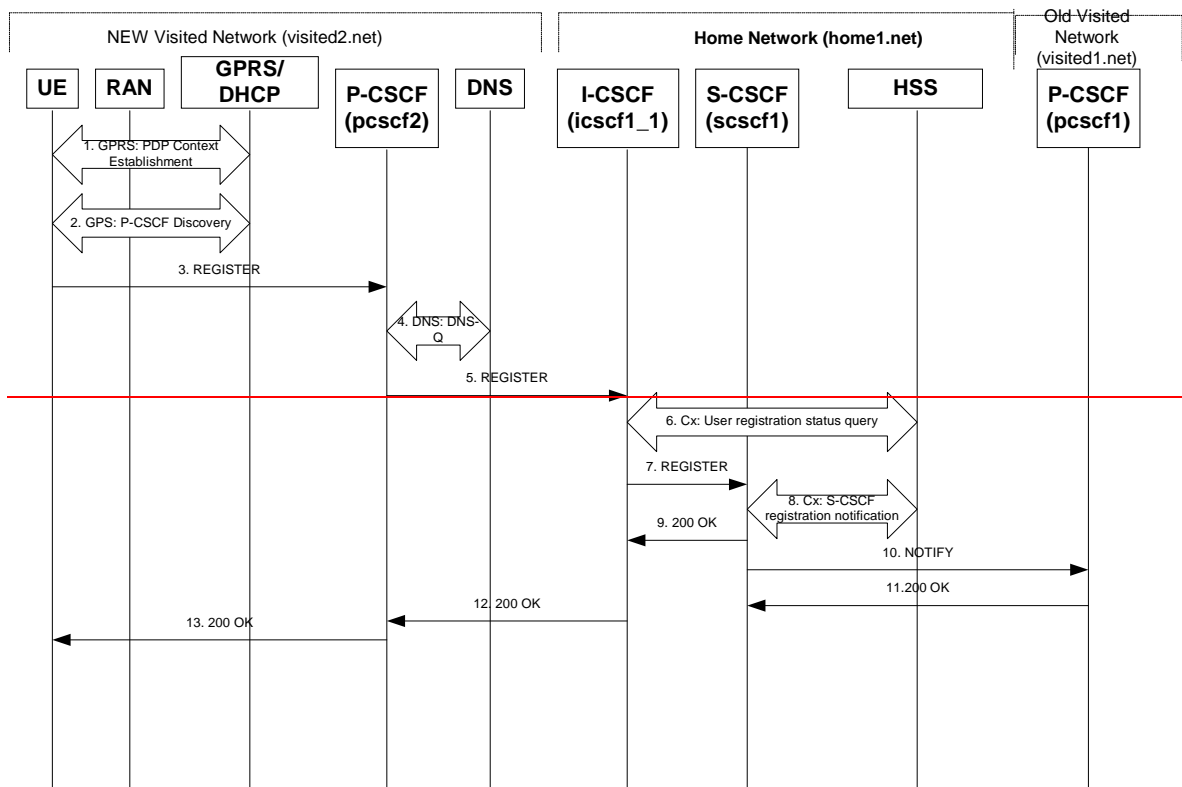 NEW Visited Network (visited2.net)
Home Network (home1.net)
Old Visited
Network
(visited1.net)
UE
RAN
GPRS/
DHCP
P-CSCF
(pcscf2)
DNS
I-CSCF
(icscf1_1)
S-CSCF
(scscf1)
HSS
P-CSCF
(pcscf1)
1. GPRS: PDP Context
Establishment
2. GPS: P-CSCF Discovery
3. REGISTER
4. DNS: DNS-
Q
5. REGISTER
6. Cx: User registration status query
7. REGISTER
8. Cx: S-CSCF
registration notification
9. 200 OK
10. NOTIFY
11.200 OK
12. 200 OK
13. 200 OK